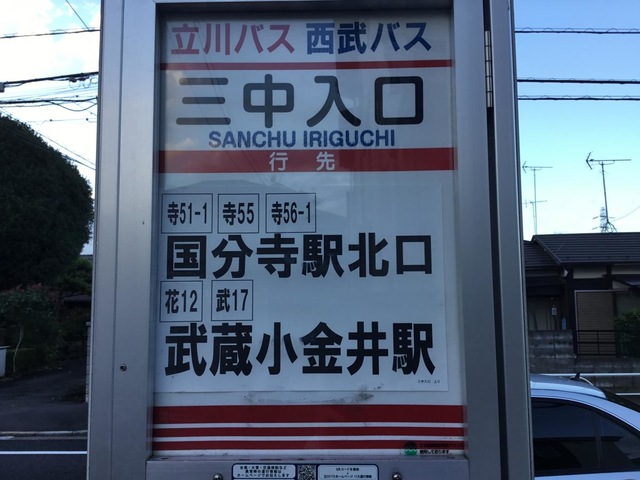 立川バス 西武バス
三中入口
SANCHU IRIGUCHI
行先
寺51-1 寺55 寺56-1
国分寺駅北口
花12 武17
武蔵小金井駅